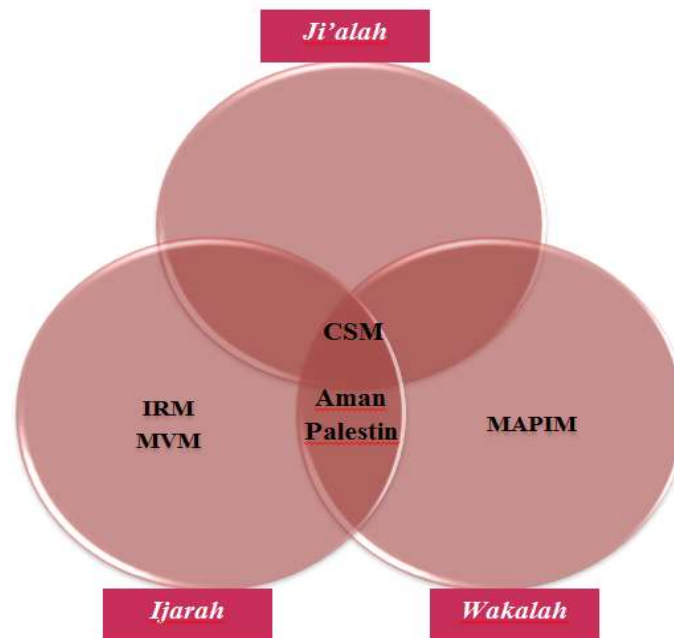 Ji’alah
CSM
Aman
Palestin
IRM
MVM
MAPIM
Ijarah
Wakalah